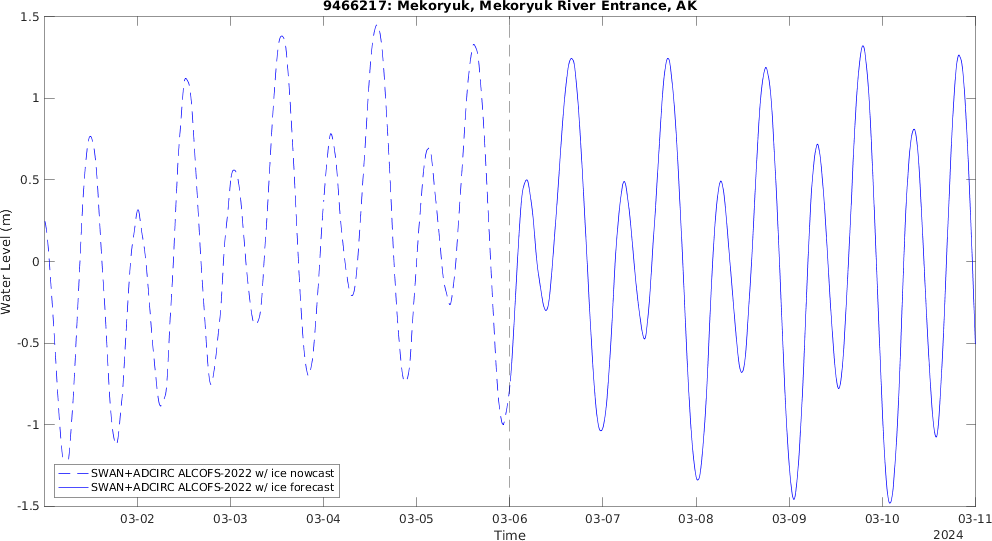 9466217: Mekoryuk, Mekoryuk River Entrance, AK
1.5
1
0.5
0
-0.5
-1
-1.5
Water Level (m)
SWAN+ADCIRC ALCOFS-2022 w/ ice nowcast
SWAN+ADCIRC ALCOFS-2022 w/ ice forecast
03-02 03-03 03-04 03-05 03-06 03-07 03-08 03-09 03-10 03-11
Time
2024